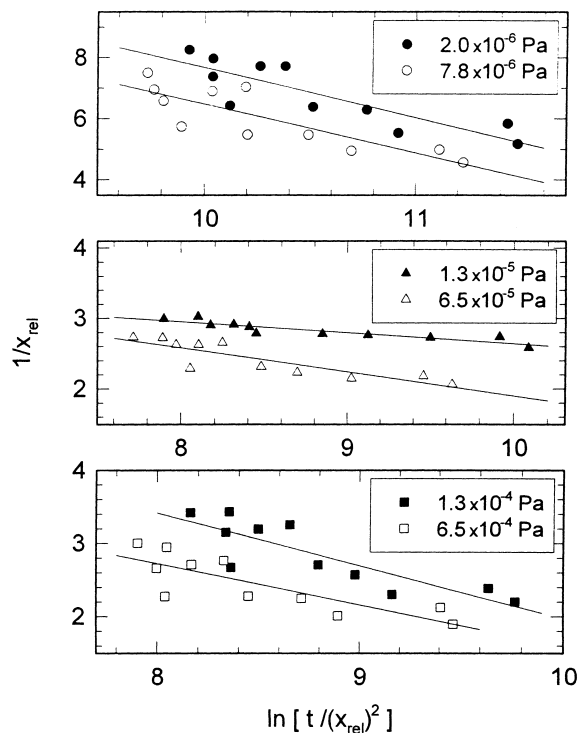 8
6
4
2.0x10⁻⁶ Pa
7.8x10⁻⁶ Pa
10
11
4
3
2
1.3x10⁻⁵ Pa
6.5x10⁻⁵ Pa
8
9
10
1/x_rel
4
3
2
1.3x10⁻⁴ Pa
6.5x10⁻⁴ Pa
8
9
10
ln [ t /(x_rel)² ]